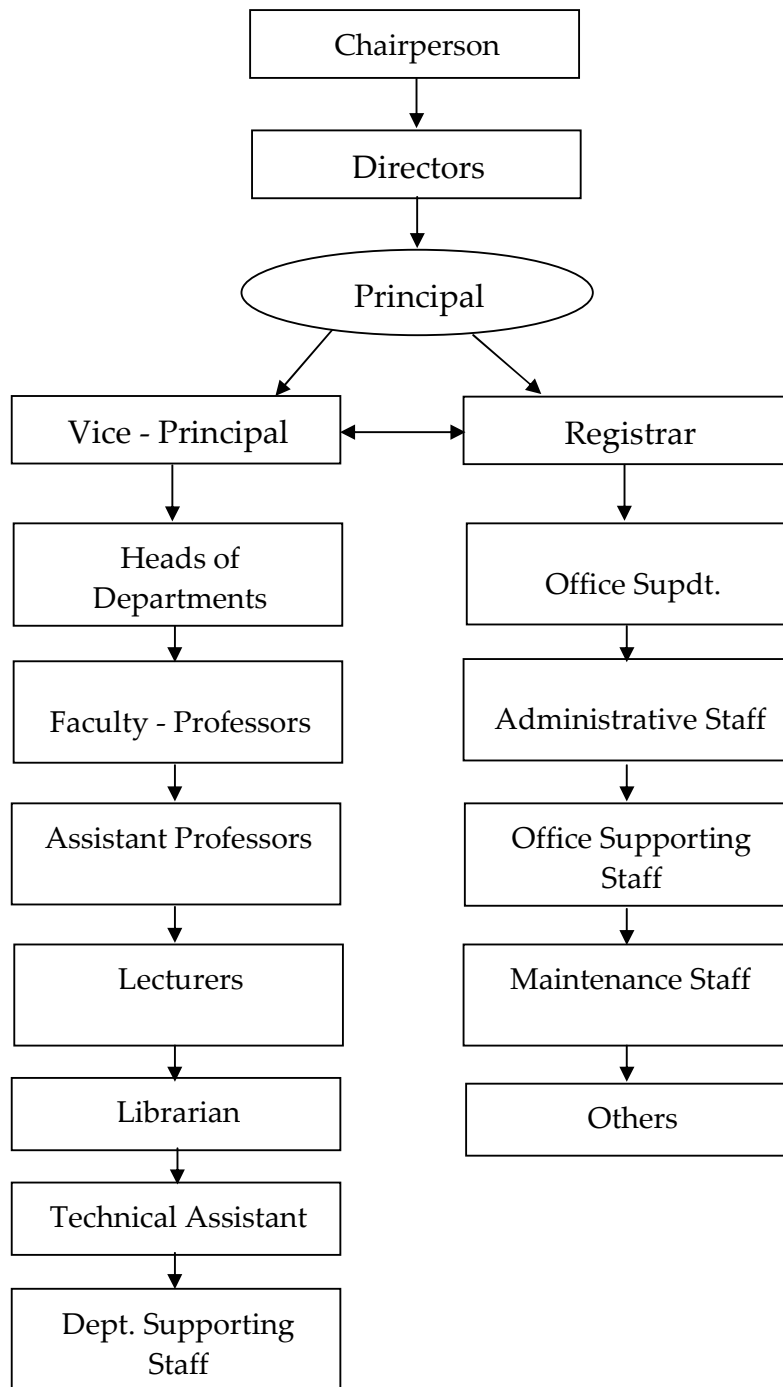 Chairperson
Directors
Principal
Vice - Principal
Registrar
Heads of
Departments
Office Supdt.
Faculty - Professors
Administrative Staff
Assistant Professors
Office Supporting
Staff
Lecturers
Maintenance Staff
Librarian
Others
Technical Assistant
Dept. Supporting
Staff